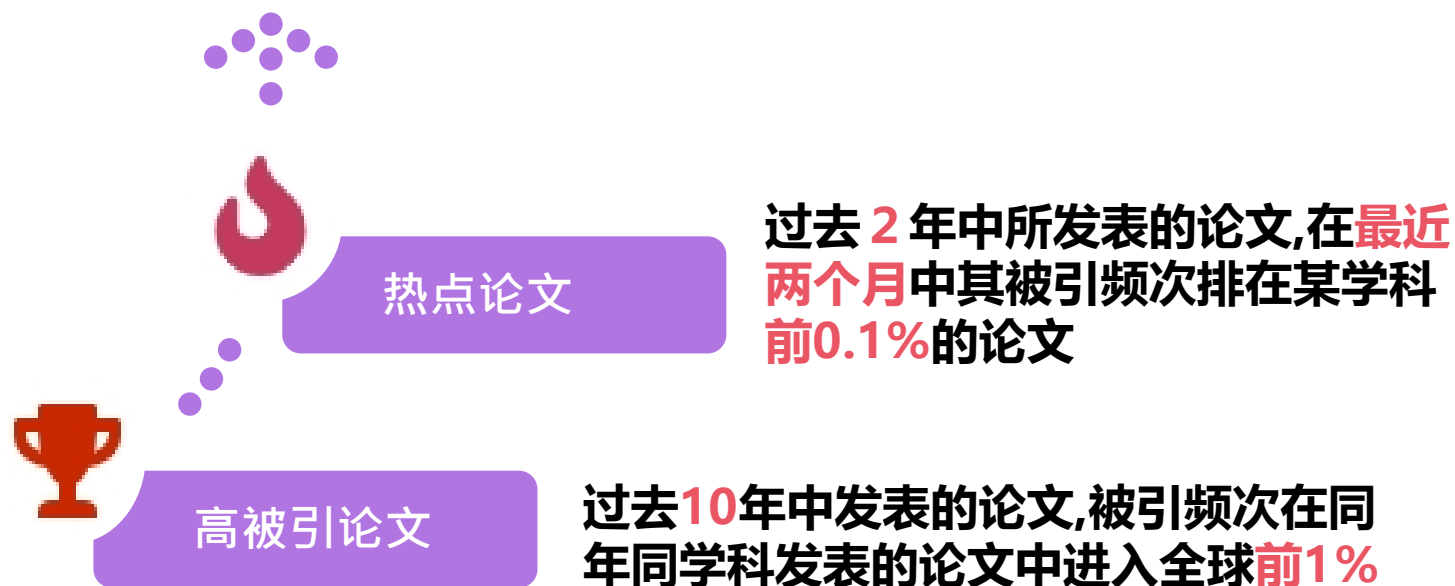 热点论文
过去 2 年中所发表的论文,在最近
两个月中其被引频次排在某学科
前0.1%的论文
高被引论文
过去10年中发表的论文,被引频次在同
年同学科发表的论文中进入全球前1%